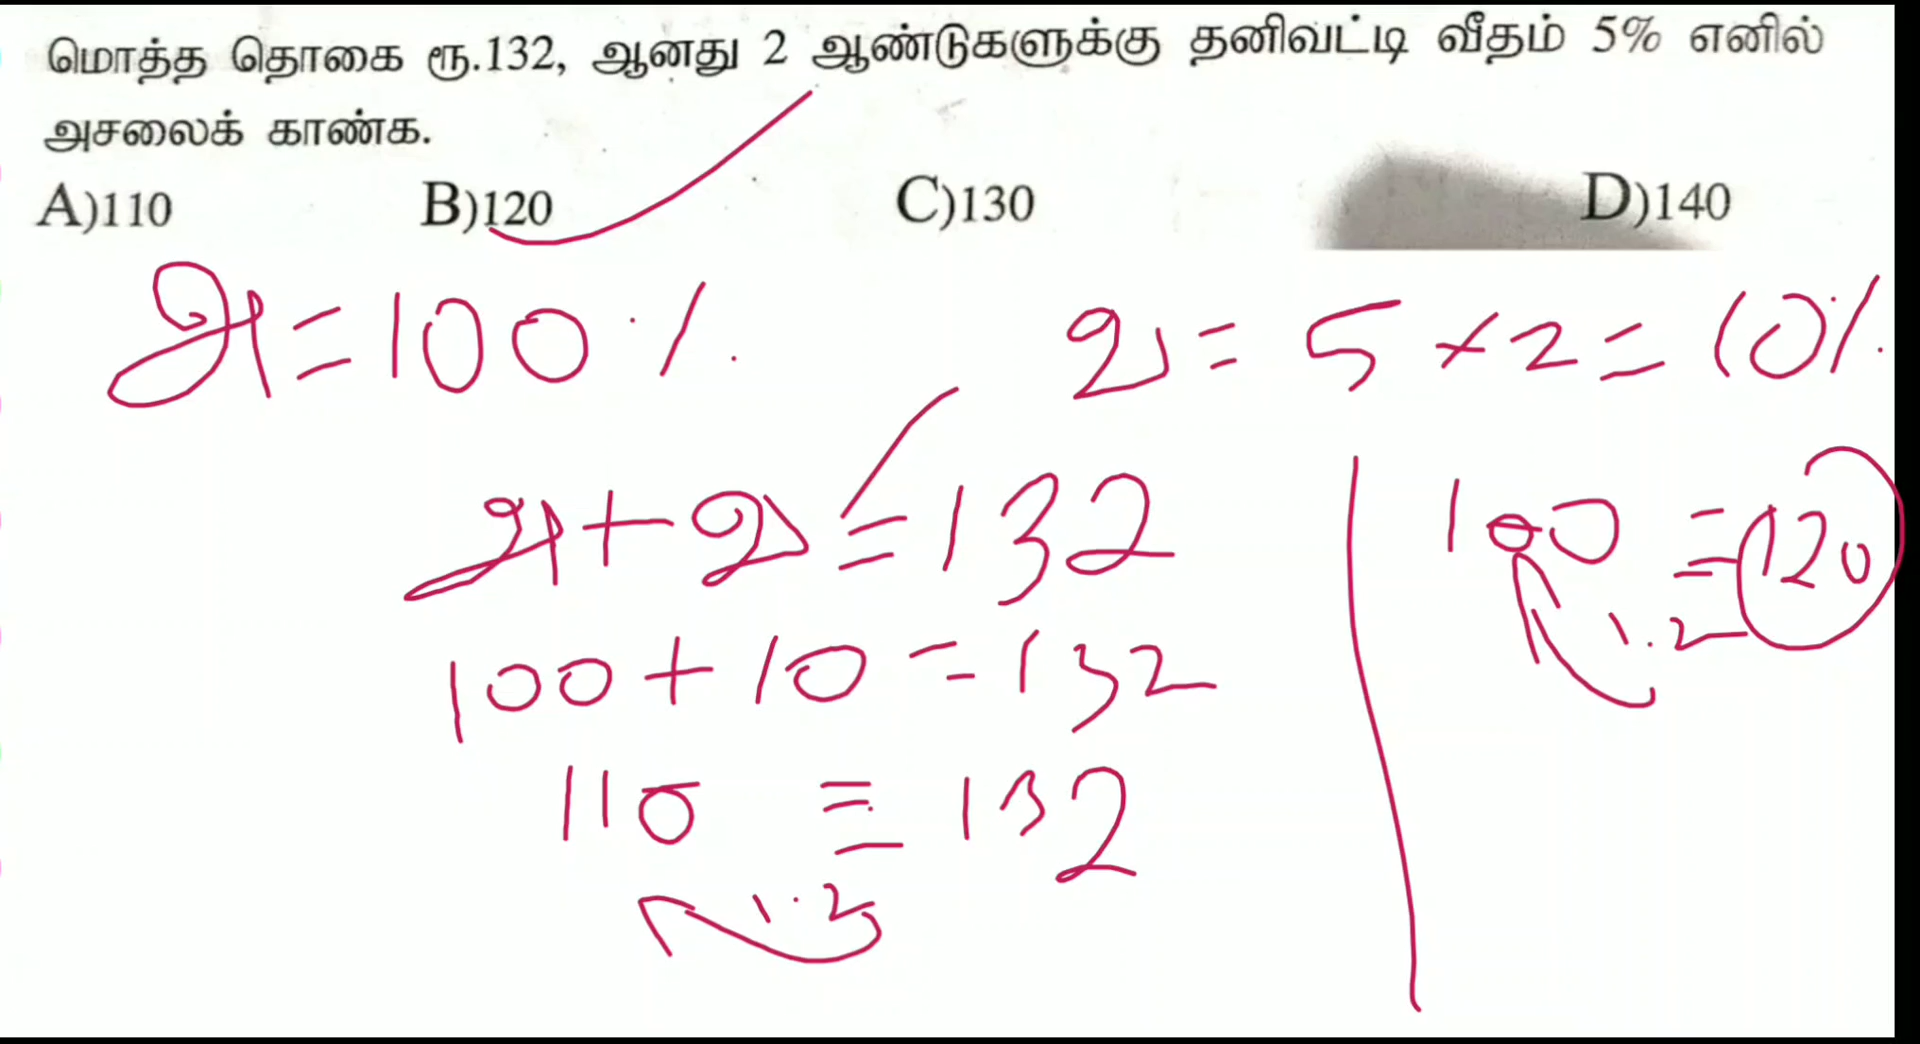 மொத்த தொகை ரூ.132, ஆனது 2 ஆண்டுகளுக்கு தனிவட்டி வீதம் 5% எனில்
அசலைக் காண்க.
A)110 B)120 C)130 D)140
அ=100% வ= 5 ×2= 10%
அ+வ=132
100+10=132
110 = 132
1.2
100 =120
1.2